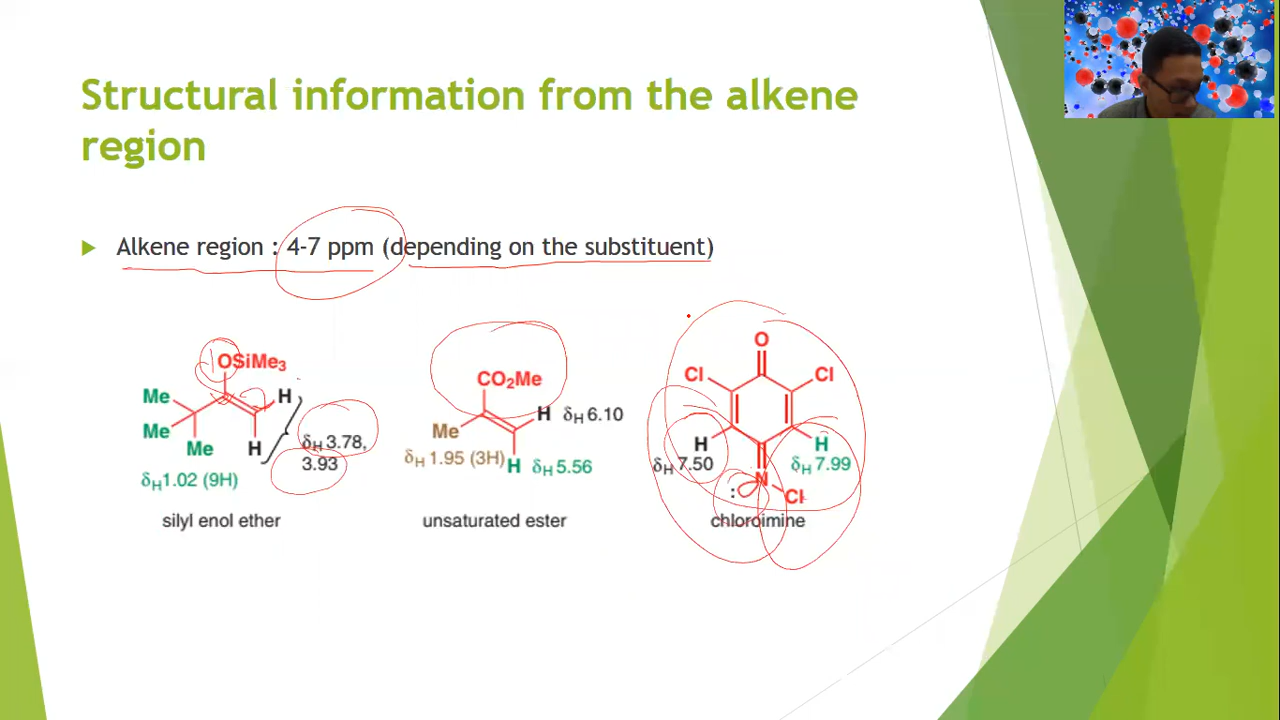 Structural information from the alkene
region
Alkene region : 4-7 ppm (depending on the substituent)
OSiMe3
Me
H
Me
H
Me
δH 3.78,
3.93
δH1.02 (9H)
silyl enol ether
CO2Me
H δH 6.10
Me
δH 1.95 (3H)
H δH 5.56
unsaturated ester
O
Cl
Cl
H
H
δH 7.50
δH 7.99
N
:
Cl
chloroimine